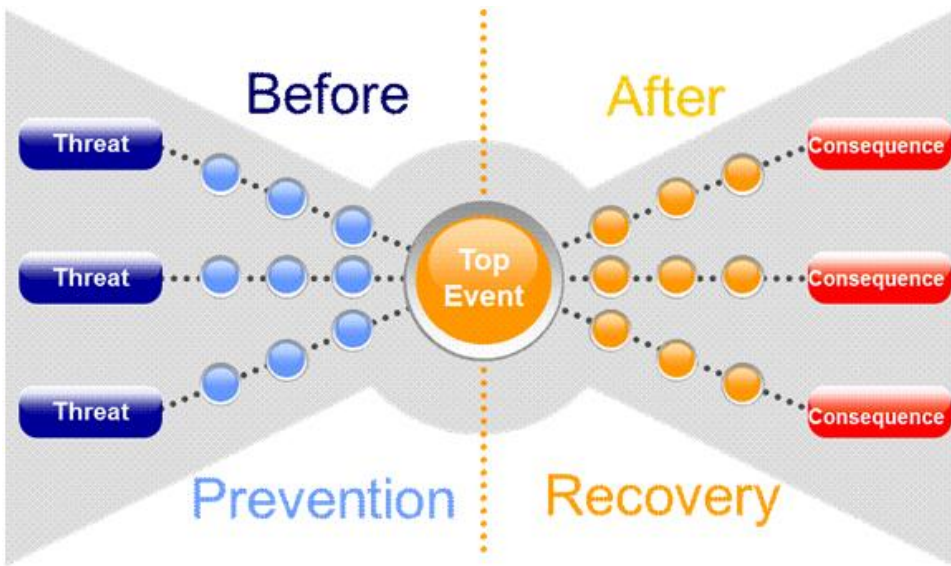 Before
After
Threat
Consequence
Threat
Top
Event
Consequence
Threat
Consequence
Prevention
Recovery